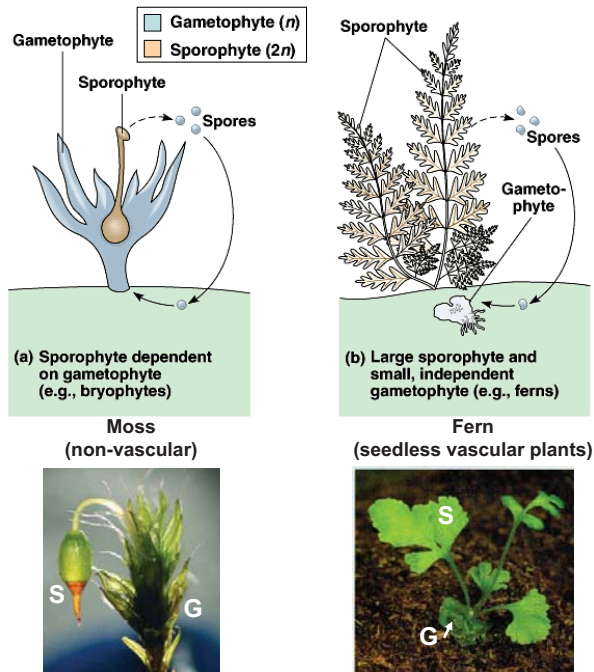 Gametophyte (n)
Sporophyte (2n)
Gametophyte
Sporophyte
Spores
(a) Sporophyte dependent
on gametophyte
(e.g., bryophytes)
Moss
(non-vascular)
S
G
Sporophyte
Spores
Gameto-
phyte
(b) Large sporophyte and
small, independent
gametophyte (e.g., ferns)
Fern
(seedless vascular plants)
S
G